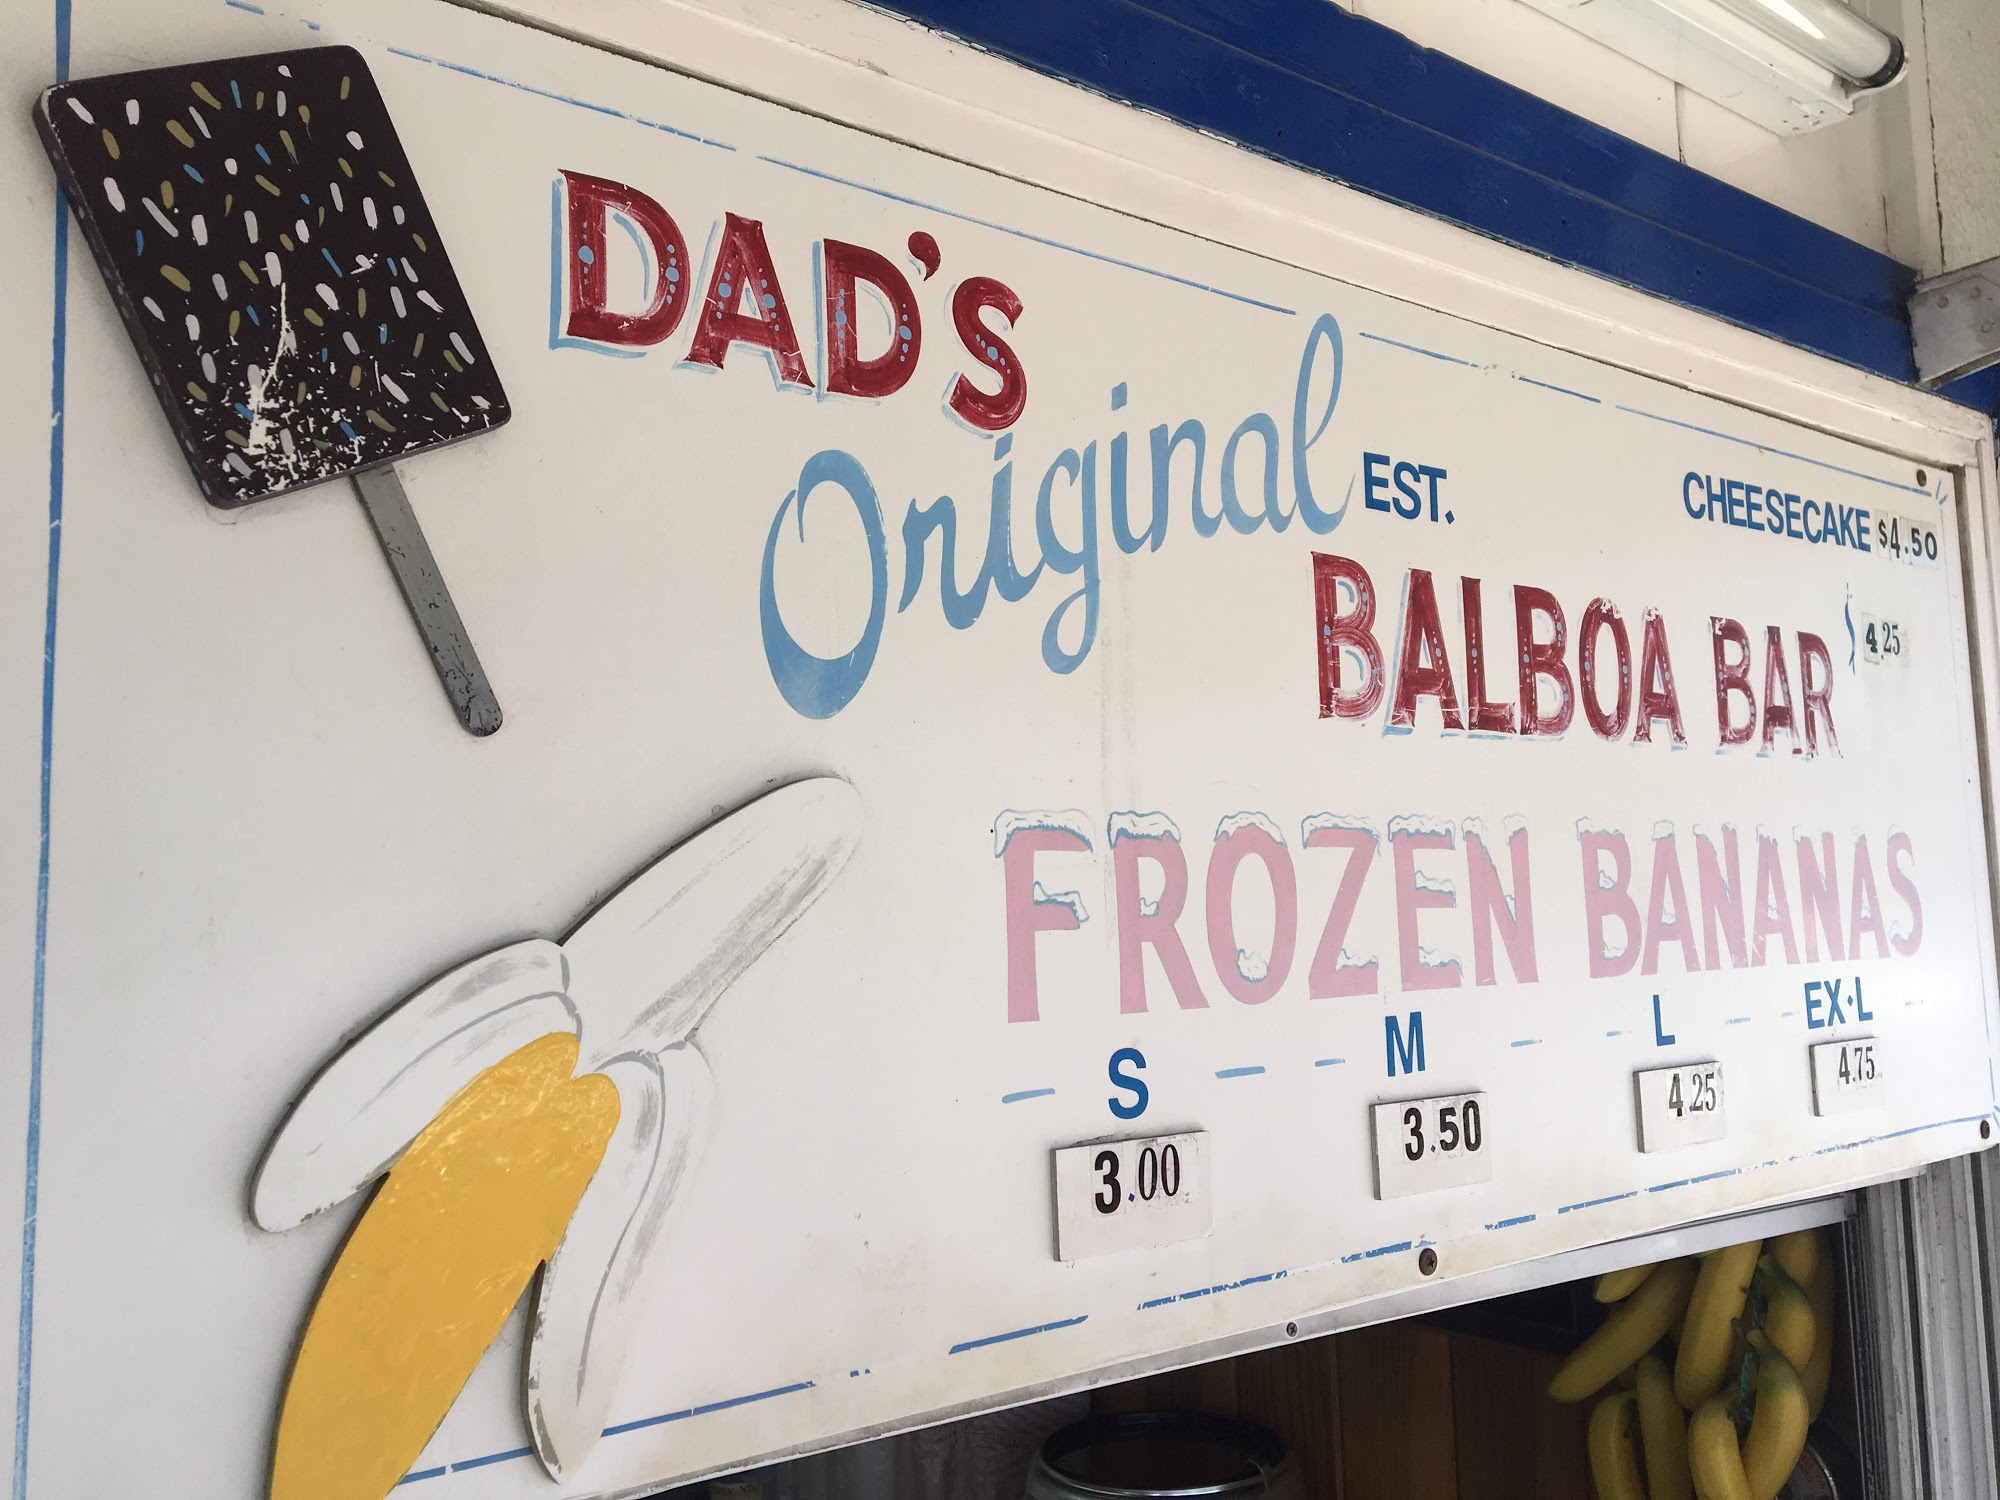 DAD'S
Original EST.
CHEESECAKE $4.50
BALBOA BAR $4.25
FROZEN BANANAS
S M L EX·L
3.00 3.50 4.25 4.75